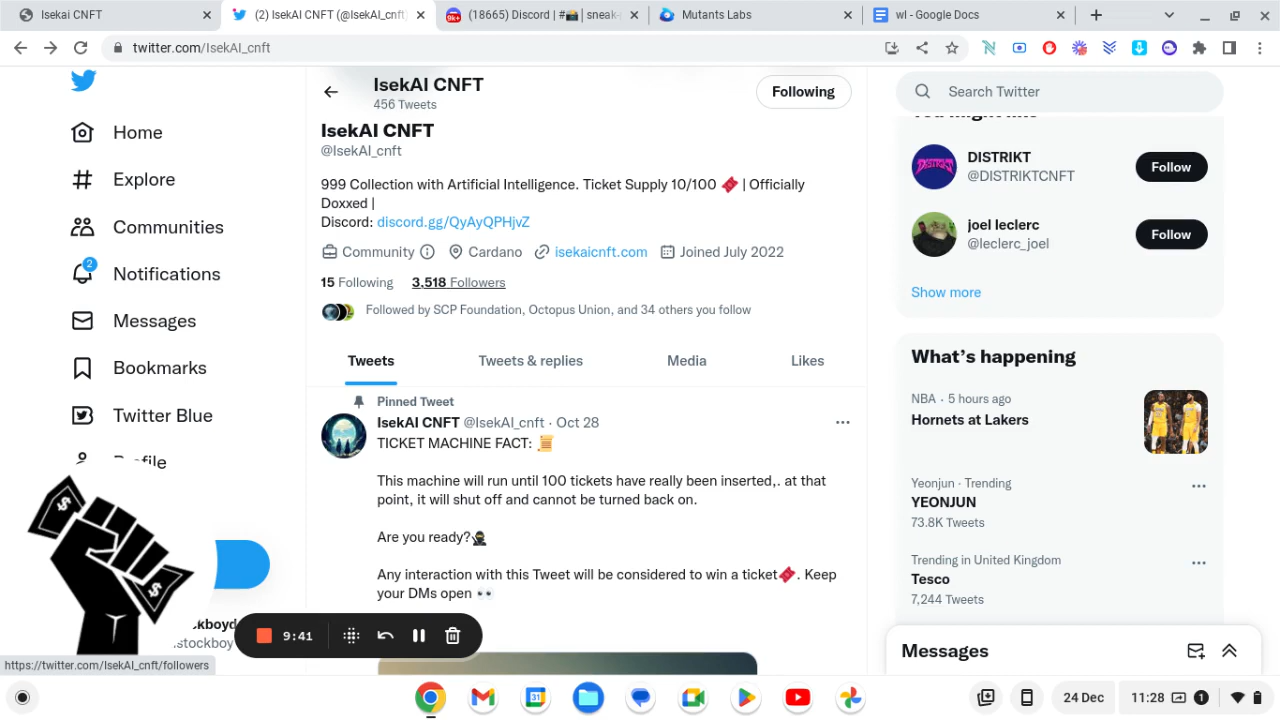 Isekai CNFT
(2) IsekAI CNFT (@IsekAI_cnft)
(18665) Discord | #📸 | sneak-
Mutants Labs
wl - Google Docs
9k+
twitter.com/IsekAI_cnft
IsekAI CNFT
456 Tweets
Following
Search Twitter
Home
Explore
Communities
2
Notifications
Messages
Bookmarks
Twitter Blue
Profile
IsekAI CNFT
@IsekAI_cnft
999 Collection with Artificial Intelligence. Ticket Supply 10/100 🎟️ | Officially
Doxxed |
Discord: discord.gg/QyAyQPHjvZ
Community Cardano isekaicnft.com Joined July 2022
15 Following 3,518 Followers
Followed by SCP Foundation, Octopus Union, and 34 others you follow
Tweets Tweets & replies Media Likes
Pinned Tweet
IsekAI CNFT @IsekAI_cnft · Oct 28
TICKET MACHINE FACT: 📜
This machine will run until 100 tickets have really been inserted,. at that
point, it will shut off and cannot be turned back on.
Are you ready?🥷
Any interaction with this Tweet will be considered to win a ticket🎟️. Keep
your DMs open 👀
You might like
DISTRIKT
@DISTRIKTCNFT
Follow
joel leclerc
@leclerc_joel
Follow
Show more
What's happening
NBA · 5 hours ago
Hornets at Lakers
Yeonjun · Trending
YEONJUN
73.8K Tweets
Trending in United Kingdom
Tesco
7,244 Tweets
Messages
$
$
9:41
https://twitter.com/IsekAI_cnft/followers
31
24 Dec
11:28
1